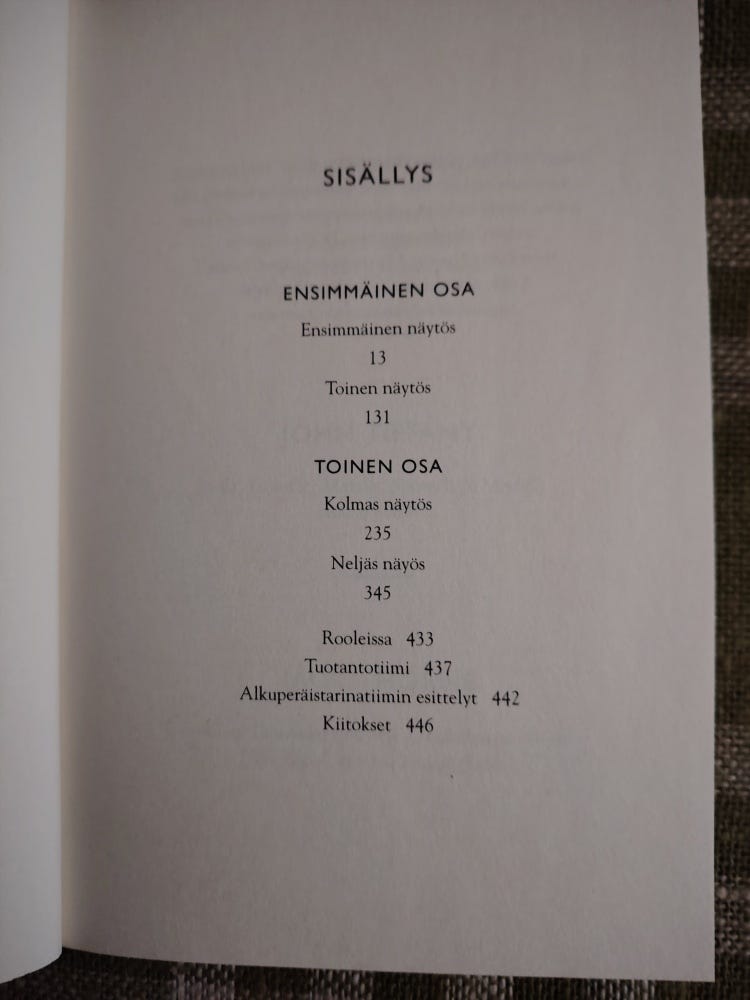 SISÄLLYS
ENSIMMÄINEN OSA
Ensimmäinen näytös
13
Toinen näytös
131
TOINEN OSA
Kolmas näytös
235
Neljäs näyös
345
Rooleissa 433
Tuotantotiimi 437
Alkuperäistarinatiimin esittelyt 442
Kiitokset 446